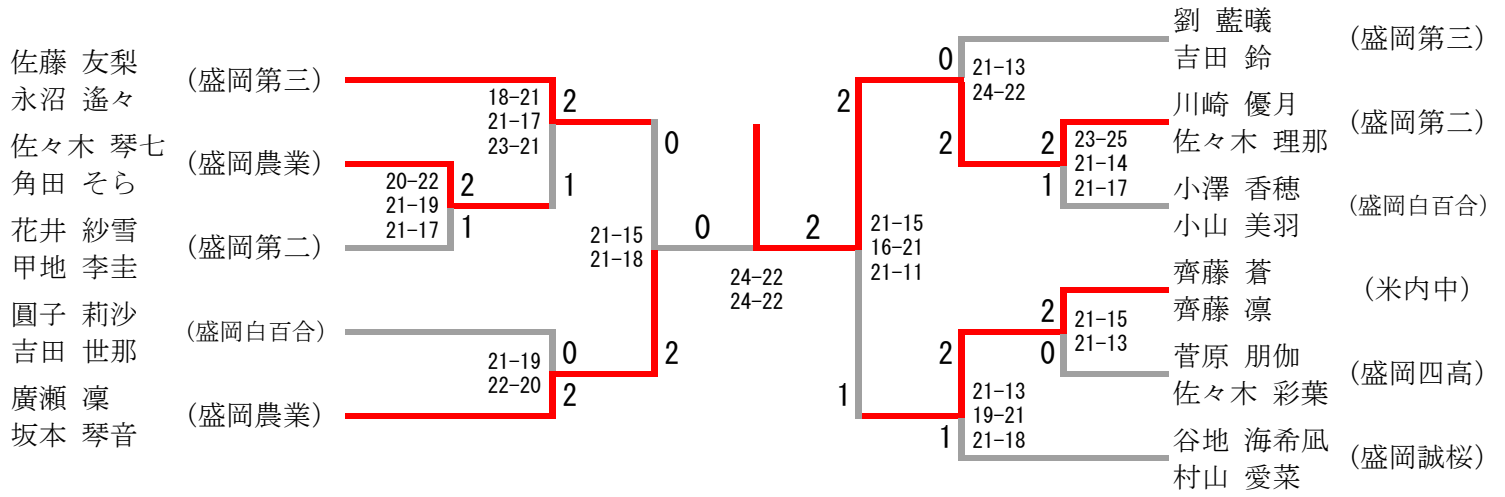 佐藤 友梨
永沼 遙々
(盛岡第三)
佐々木 琴七
角田 そら
(盛岡農業)
花井 紗雪
甲地 李圭
(盛岡第二)
圓子 莉沙
吉田 世那
(盛岡白百合)
廣瀬 凜
坂本 琴音
(盛岡農業)
18-21
21-17
23-21
2
1
20-22
21-19
21-17
2
1
21-19
22-20
0
2
21-15
21-18
0
2
0
2
24-22
24-22
2
1
21-15
16-21
21-11
0
2
21-13
24-22
2
1
23-25
21-14
21-17
2
1
21-13
19-21
21-18
2
0
21-15
21-13
劉 藍曦
吉田 鈴
(盛岡第三)
川崎 優月
佐々木 理那
(盛岡第二)
小澤 香穂
小山 美羽
(盛岡白百合)
齊藤 蒼
齊藤 凛
(米内中)
菅原 朋伽
佐々木 彩葉
(盛岡四高)
谷地 海希凪
村山 愛菜
(盛岡誠桜)